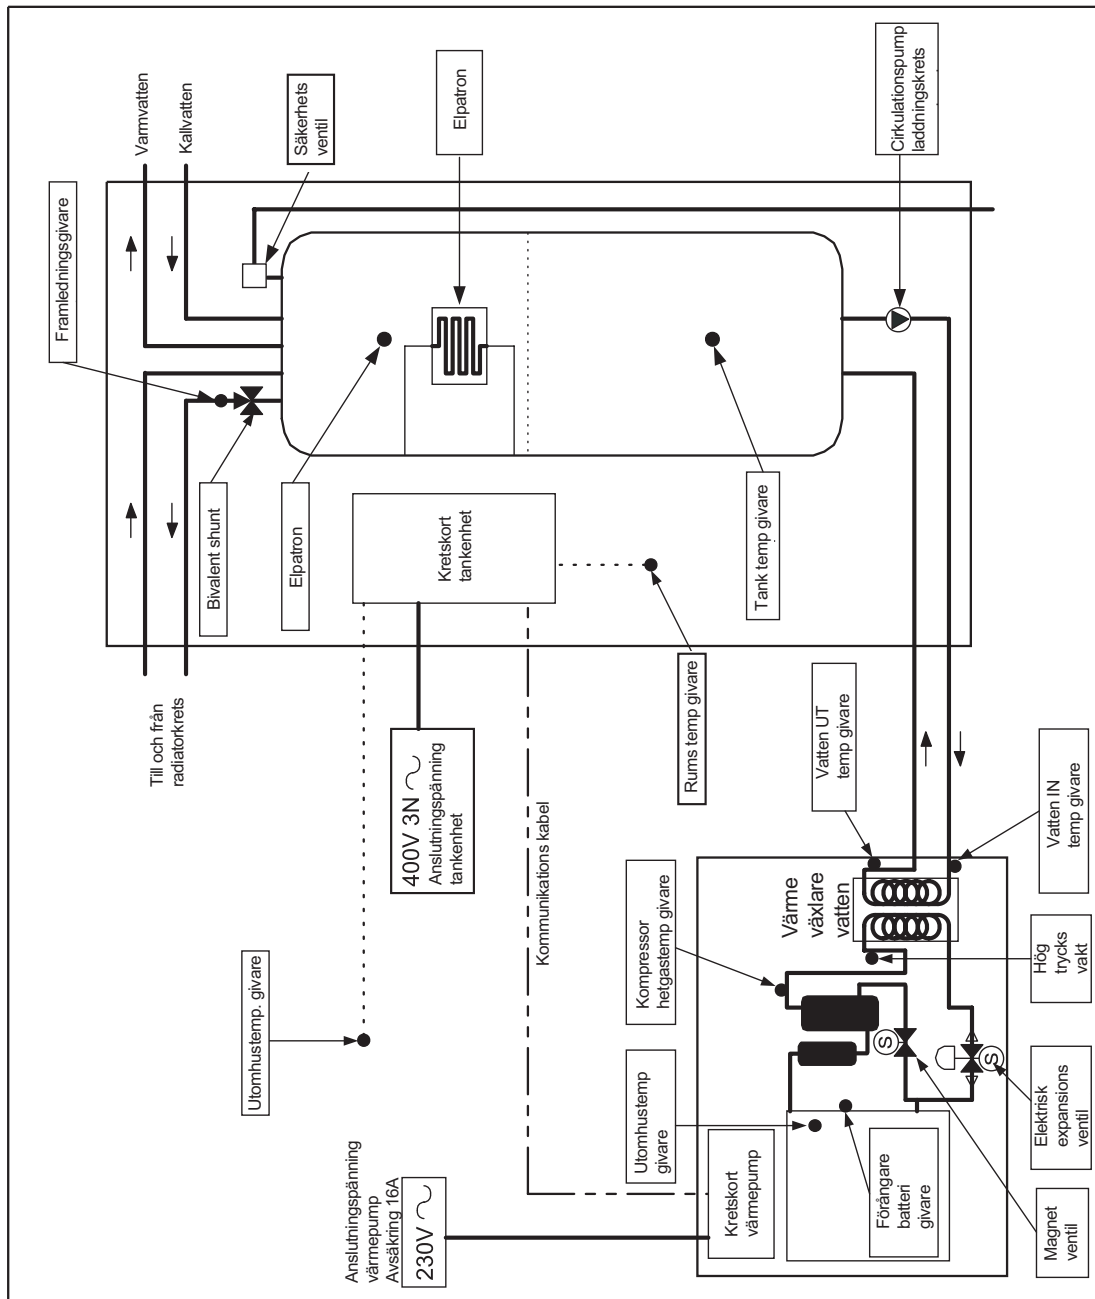 Varmvatten
Kallvatten
Säkerhets
ventil
Elpatron
Cirkulationspump
laddningskrets
Framledningsgivare
Bivalent shunt
Elpatron
Kretskort
tankenhet
Tank temp givare
Till och från
radiatorkrets
400V 3N
Anslutningspänning
tankenhet
Rums temp givare
Vatten UT
temp givare
Vatten IN
temp givare
Kommunikations kabel
Utomhustemp. givare
Kompressor
hetgastemp givare
Värme
växlare
vatten
Hög
trycks
vakt
Utomhustemp
givare
S
S
Elektrisk
expansions
ventil
Anslutningspänning
värmepump
Avsäkring 16A
230V
Kretskort
värmepump
Förångare
batteri
givare
Magnet
ventil